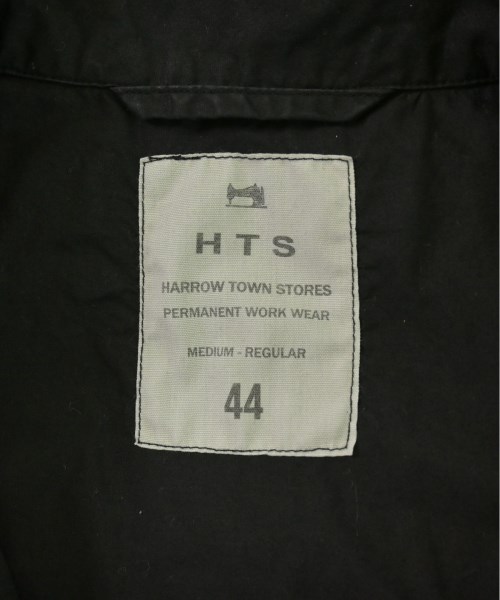 HTS
HARROW TOWN STORES
PERMANENT WORK WEAR
MEDIUM - REGULAR
44